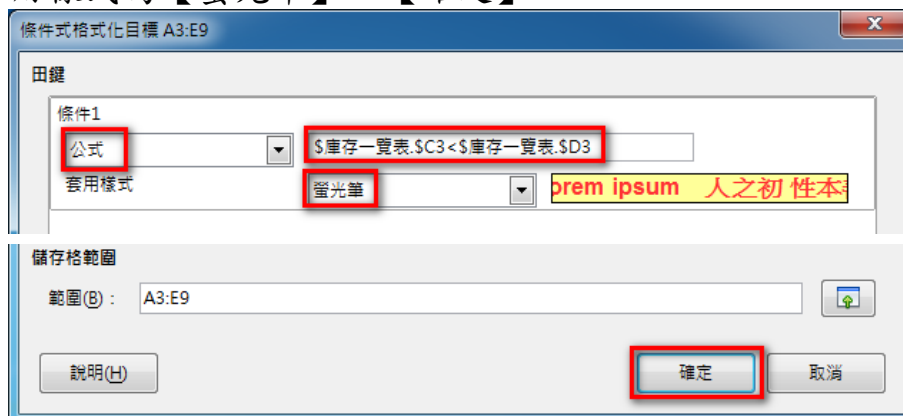 條件式格式化目標 A3:E9
田鍵
條件1
公式
$庫存一覽表.$C3<$庫存一覽表.$D3
套用樣式
螢光筆
orem ipsum 人之初 性本
儲存格範圍
範圍(B)： A3:E9
說明(H)
確定
取消